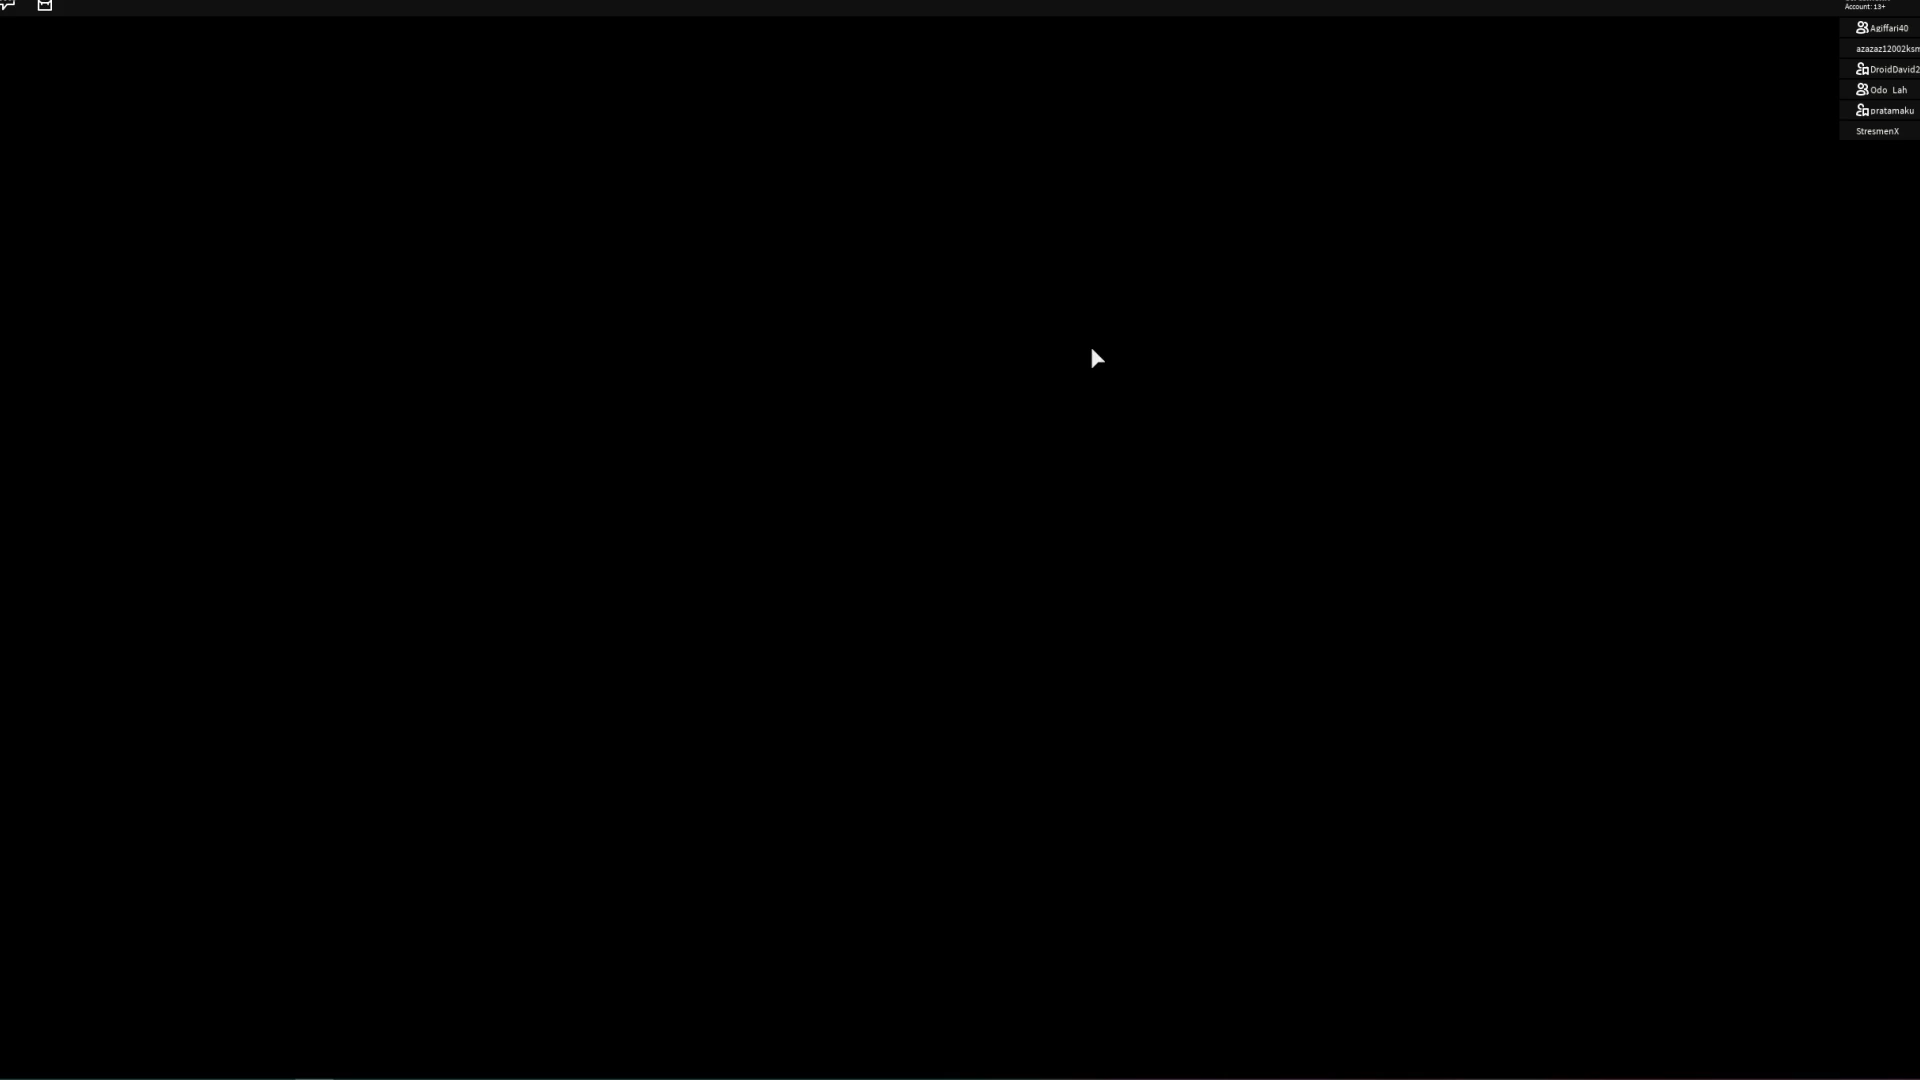 Account: 13+
Agiffari40
azazaz12002ksm
DroidDavid2
Odo Lah
pratamaku
StresmenX